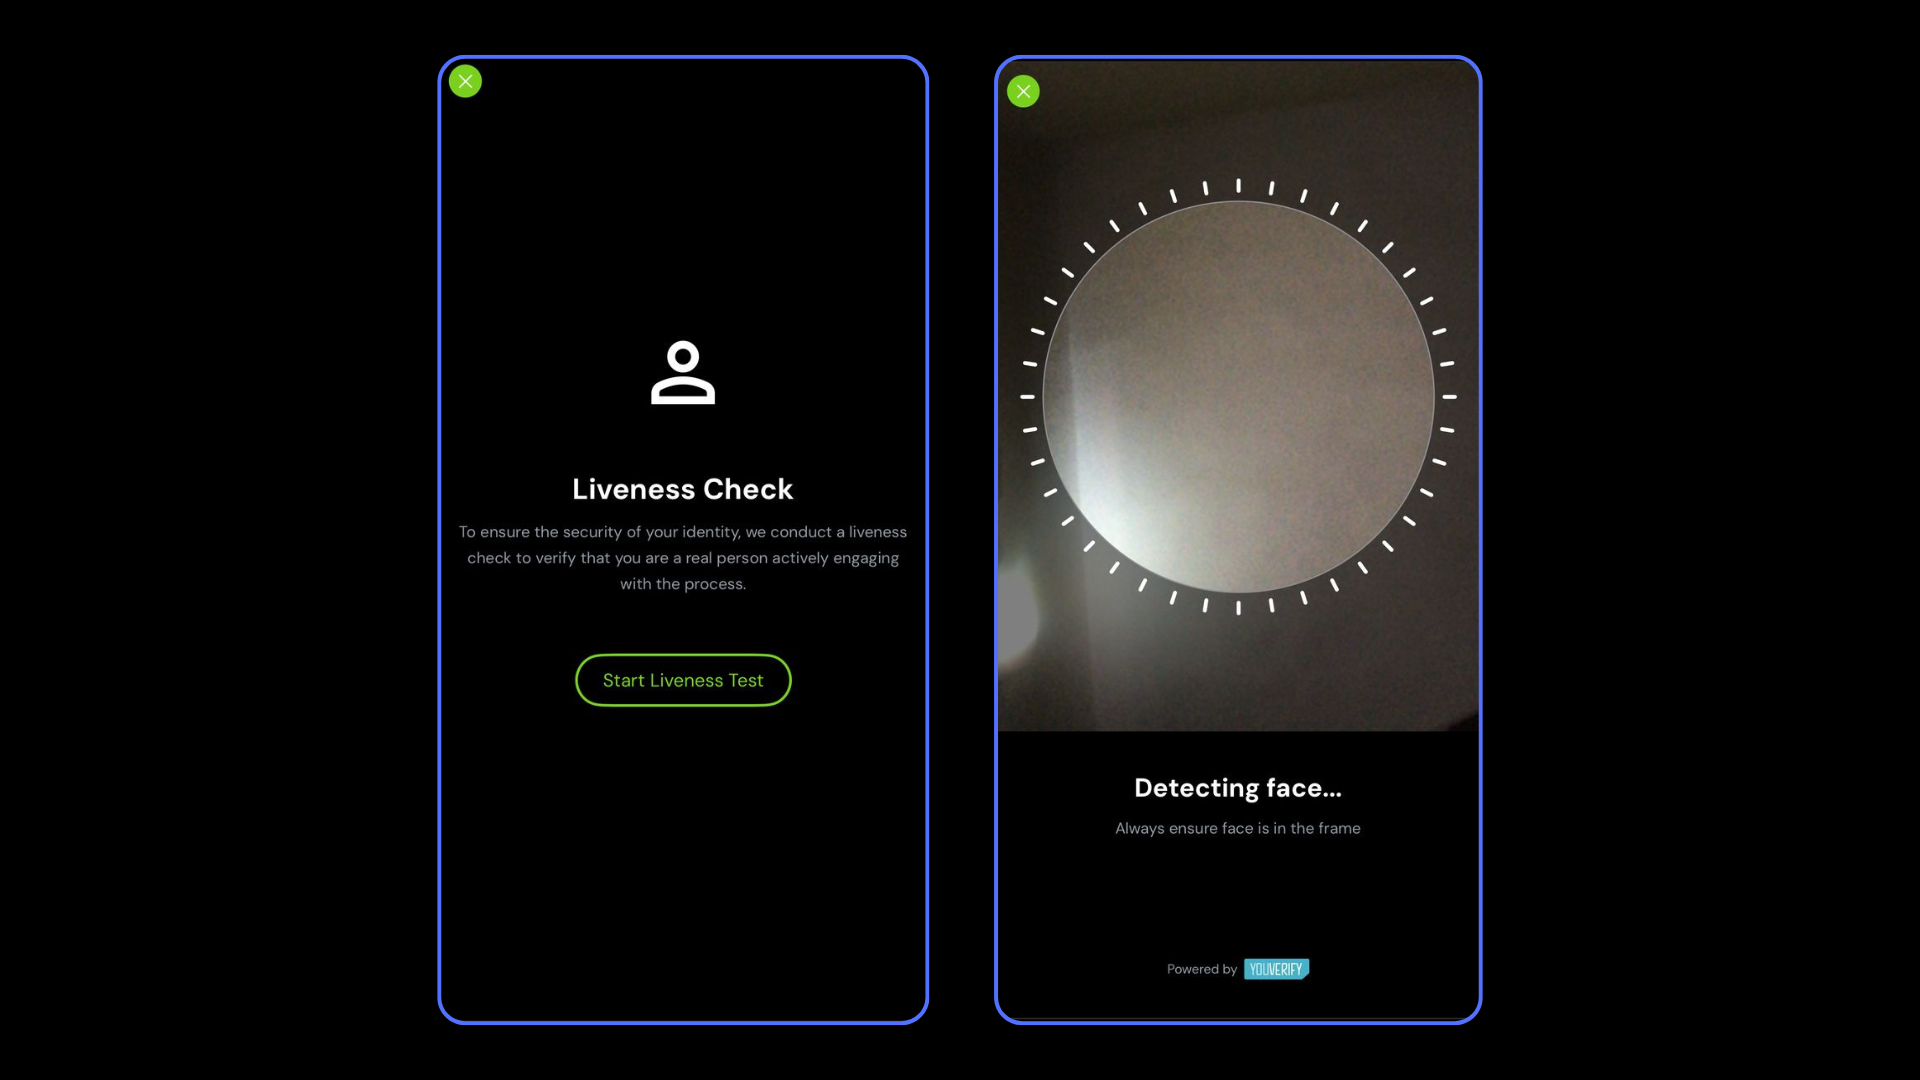 Liveness Check
To ensure the security of your identity, we conduct a liveness
check to verify that you are a real person actively engaging
with the process.
Start Liveness Test
Detecting face...
Always ensure face is in the frame
Powered by YOUVERIFY